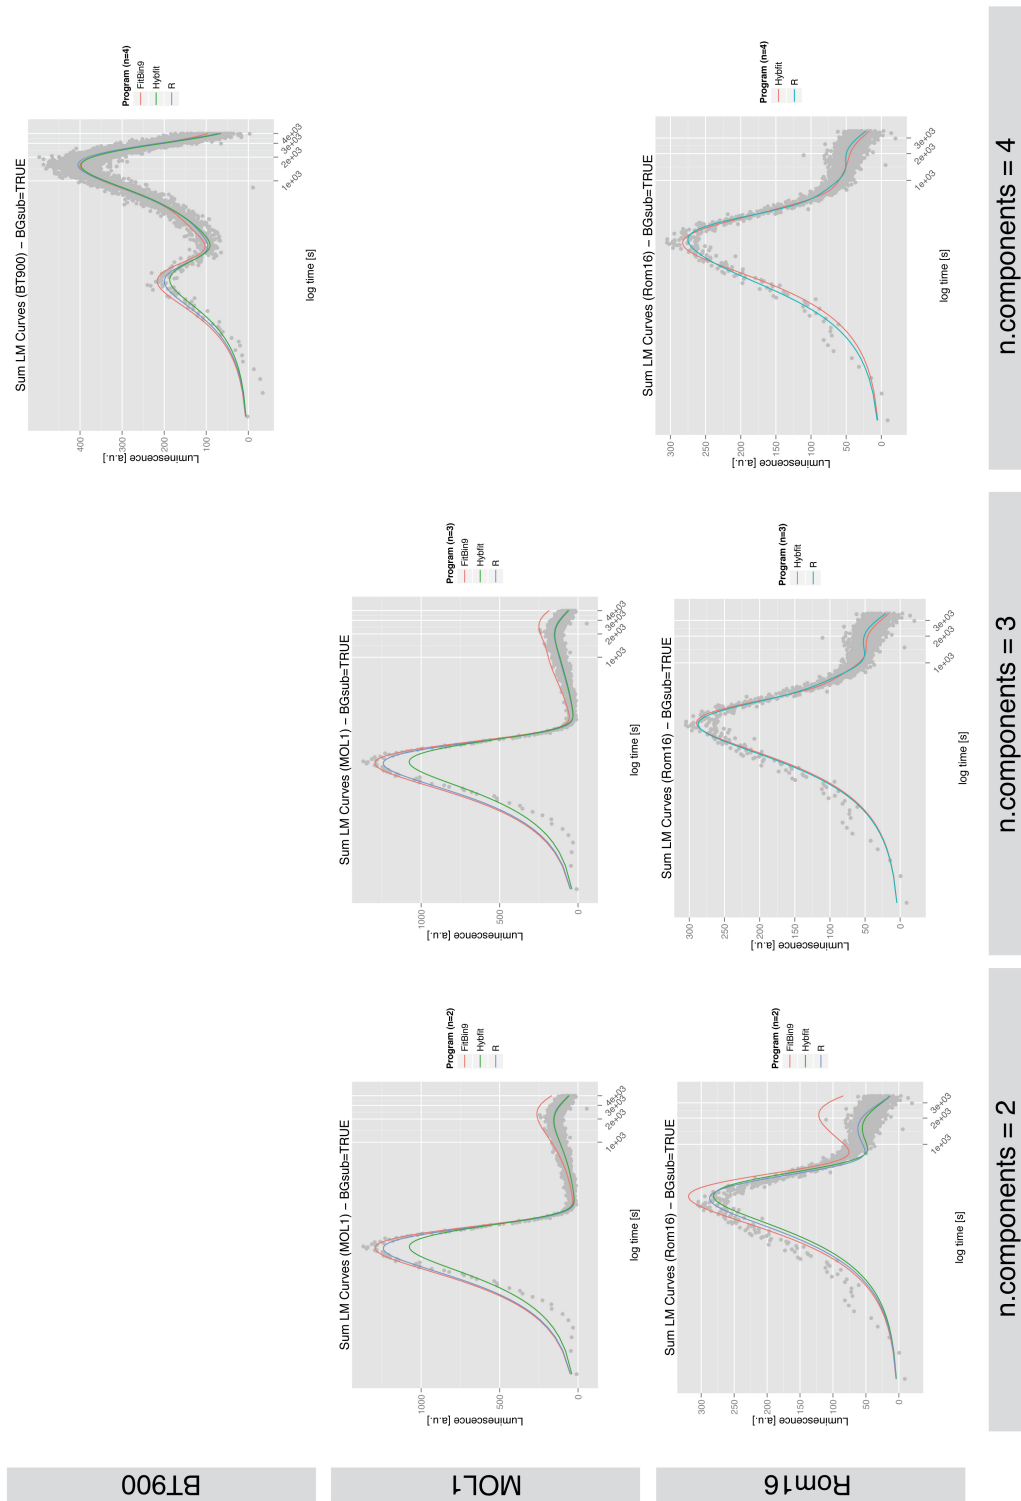 BT900
Sum LM Curves (BT900) − BGsub=TRUE
Luminescence [a.u.]
400
300
200
100
0
1e+03
2e+03
3e+03
4e+03
log time [s]
Program (n=4)
FitBin9
Hybfit
R
MOL1
Sum LM Curves (MOL1) − BGsub=TRUE
Luminescence [a.u.]
1000
500
0
1e+03
2e+03
3e+03
4e+03
log time [s]
Program (n=2)
FitBin9
Hybfit
R
Sum LM Curves (MOL1) − BGsub=TRUE
Luminescence [a.u.]
1000
500
0
1e+03
2e+03
3e+03
4e+03
log time [s]
Program (n=3)
FitBin9
Hybfit
R
Rom16
Sum LM Curves (Rom16) − BGsub=TRUE
Luminescence [a.u.]
300
250
200
150
100
50
0
1e+03
2e+03
3e+03
log time [s]
Program (n=2)
FitBin9
Hybfit
R
Sum LM Curves (Rom16) − BGsub=TRUE
Luminescence [a.u.]
300
250
200
150
100
50
0
1e+03
2e+03
3e+03
log time [s]
Program (n=3)
Hybfit
R
Sum LM Curves (Rom16) − BGsub=TRUE
Luminescence [a.u.]
300
250
200
150
100
50
0
1e+03
2e+03
3e+03
log time [s]
Program (n=4)
Hybfit
R
n.components = 2
n.components = 3
n.components = 4